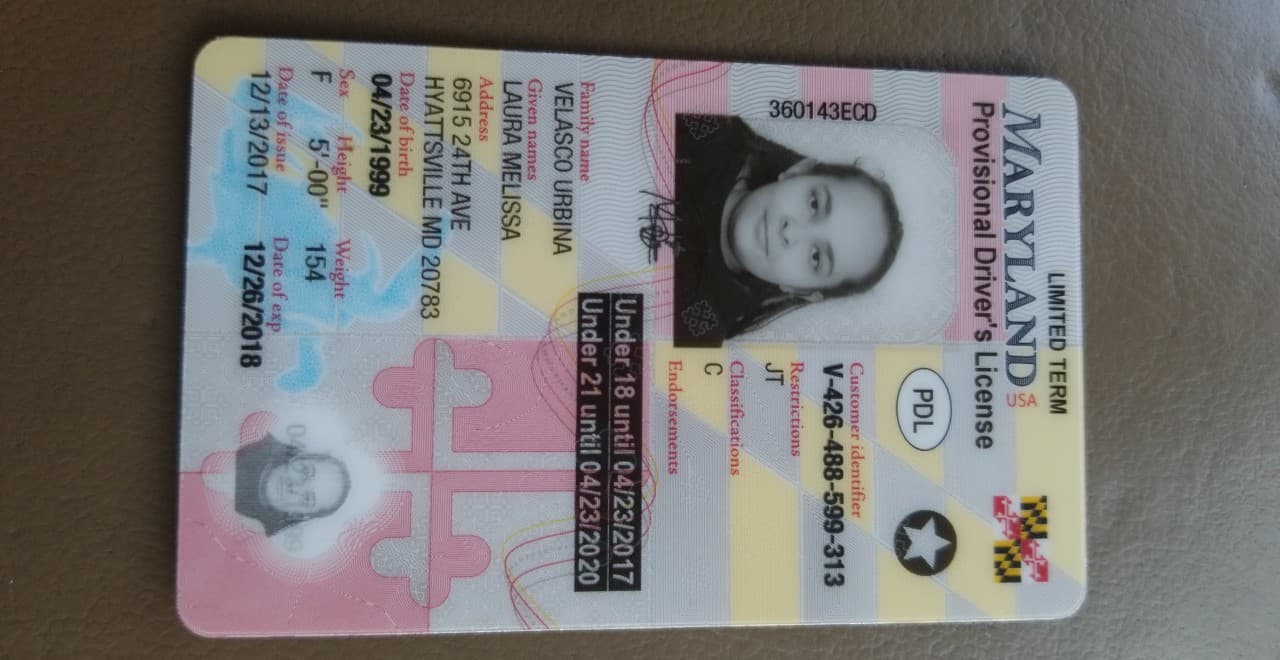 LIMITED TERM
MARYLAND USA
Provisional Driver's License
PDL
360143ECD
Customer identifier
V-426-488-599-313
Restrictions
JT
Classifications
C
Endorsements
Under 18 until 04/23/2017
Under 21 until 04/23/2020
Family name
VELASCO URBINA
Given names
LAURA MELISSA
Address
6915 24TH AVE
HYATTSVILLE MD 20783
Date of birth
04/23/1999
Sex Height Weight
F 5'-00" 154
Date of issue Date of exp
12/13/2017 12/26/2018